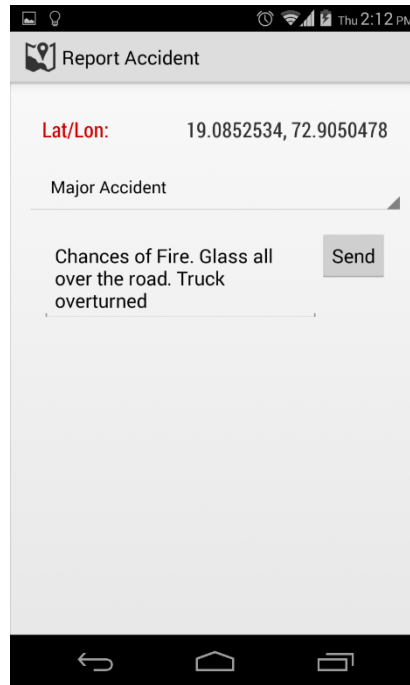 Thu 2:12 PM
Report Accident
Lat/Lon: 19.0852534, 72.9050478
Major Accident
Chances of Fire. Glass all
over the road. Truck
overturned
Send